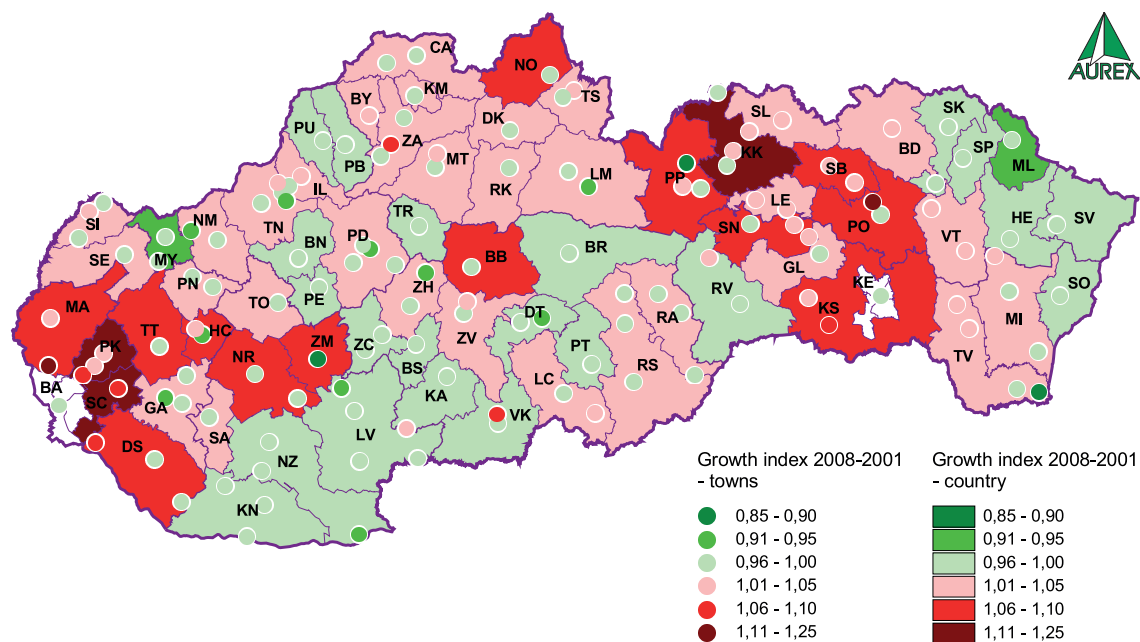 CA
NO
AUREX
KM
TS
BY
SL
SK
PU
DK
ZA
BD
SP
PB
MT
KK
ML
IL
RK
LM
PP
SB
LE
SI
NM
TR
HE
SV
TN
PD
SN
PO
BN
BR
VT
SE
MY
BB
GL
PN
ZH
TO
PE
RV
KE
SO
MA
KS
DT
RA
MI
TT
HC
ZM
ZC
ZV
PK
NR
PT
TV
BS
RS
LC
BA
SC
GA
KA
VK
SA
LV
DS
NZ
KN
Growth index 2008-2001
- towns
0,85 - 0,90
0,91 - 0,95
0,96 - 1,00
1,01 - 1,05
1,06 - 1,10
1,11 - 1,25
Growth index 2008-2001
- country
0,85 - 0,90
0,91 - 0,95
0,96 - 1,00
1,01 - 1,05
1,06 - 1,10
1,11 - 1,25